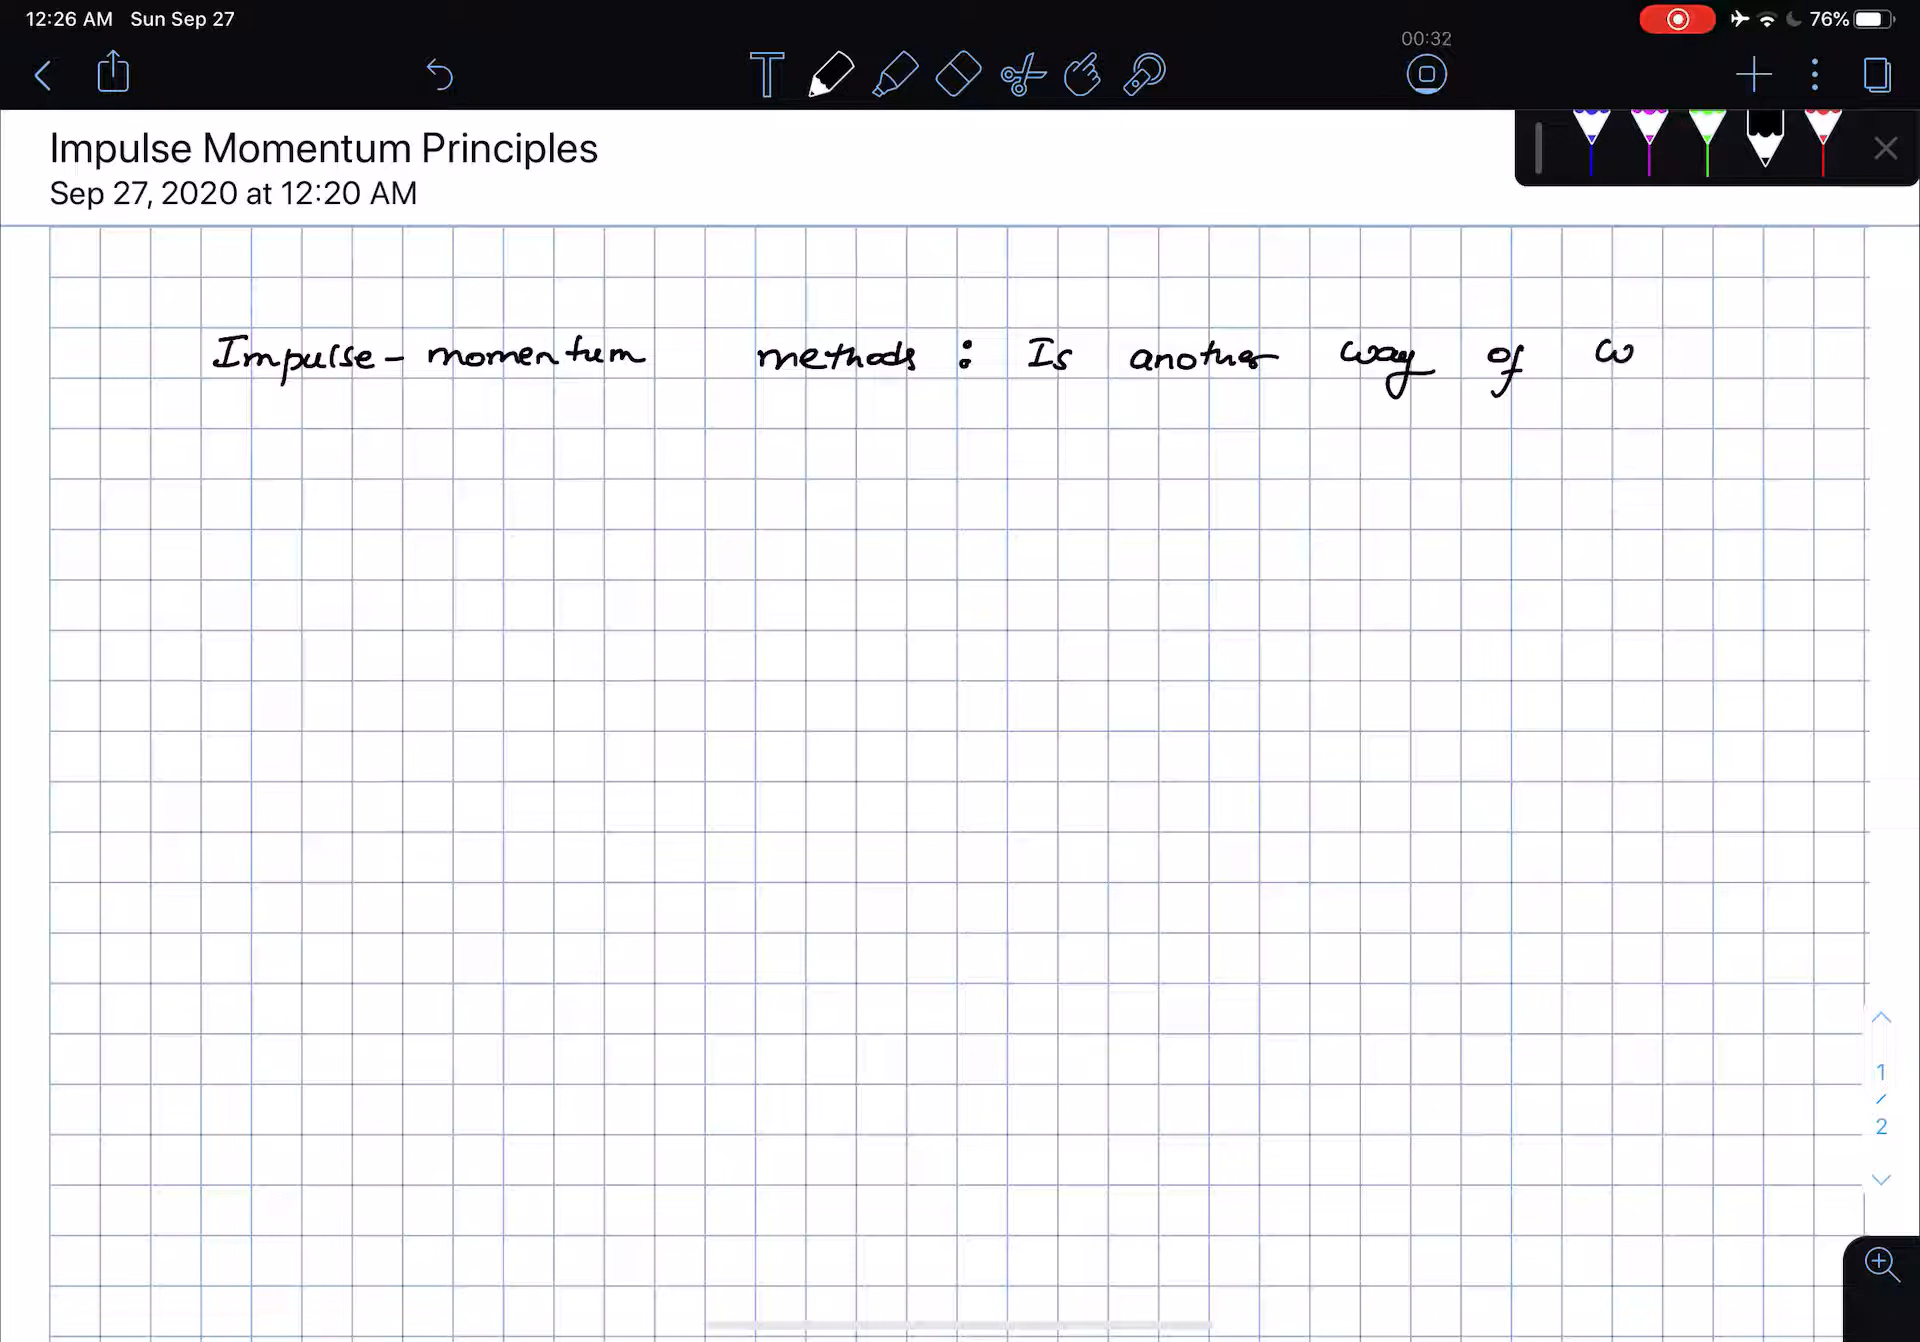 12:26 AM Sun Sep 27
76%
00:32
Impulse Momentum Principles
Sep 27, 2020 at 12:20 AM
Impulse - momentum methods : Is another way of w
1
/
2